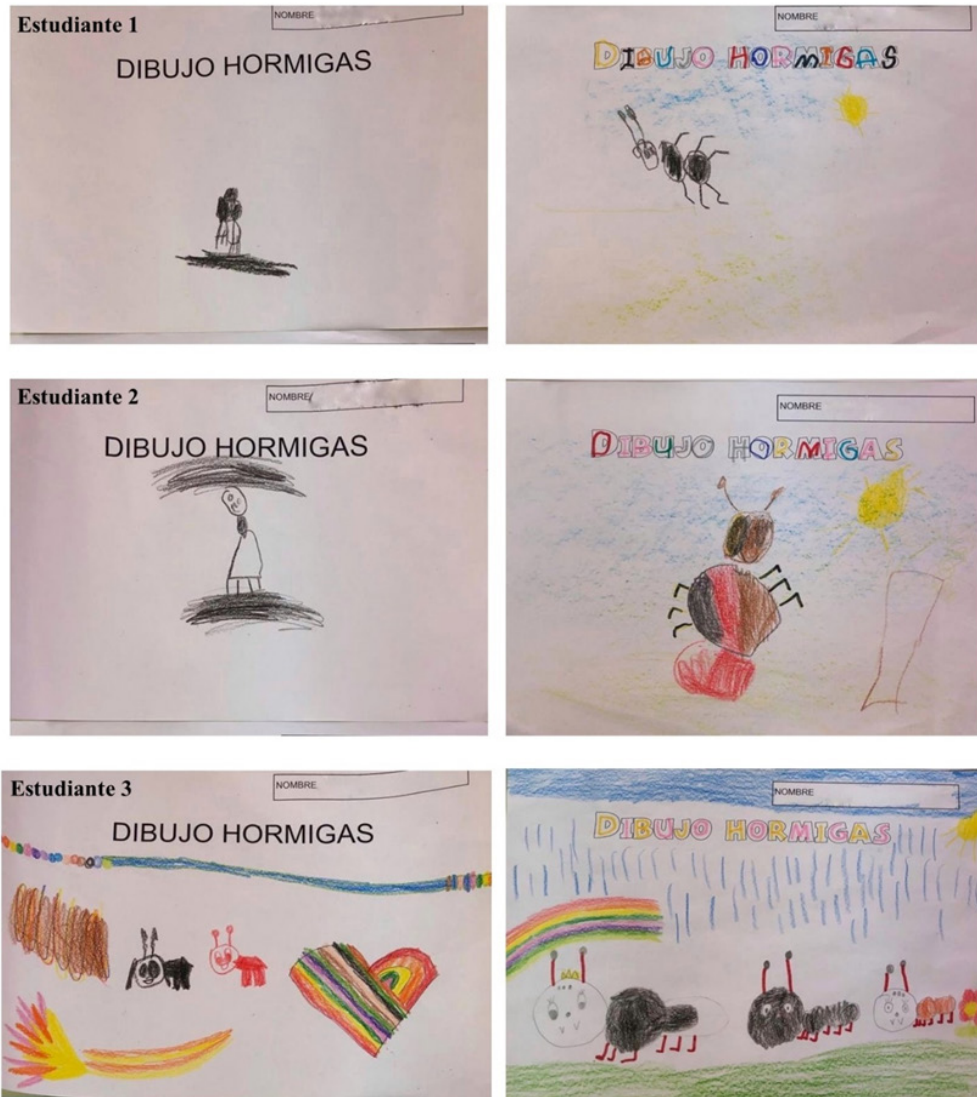 Estudiante 1
NOMBRE
DIBUJO HORMIGAS
NOMBRE
DIBUJO HORMIGAS
Estudiante 2
NOMBRE
DIBUJO HORMIGAS
NOMBRE
DIBUJO HORMIGAS
Estudiante 3
NOMBRE
DIBUJO HORMIGAS
NOMBRE
DIBUJO HORMIGAS